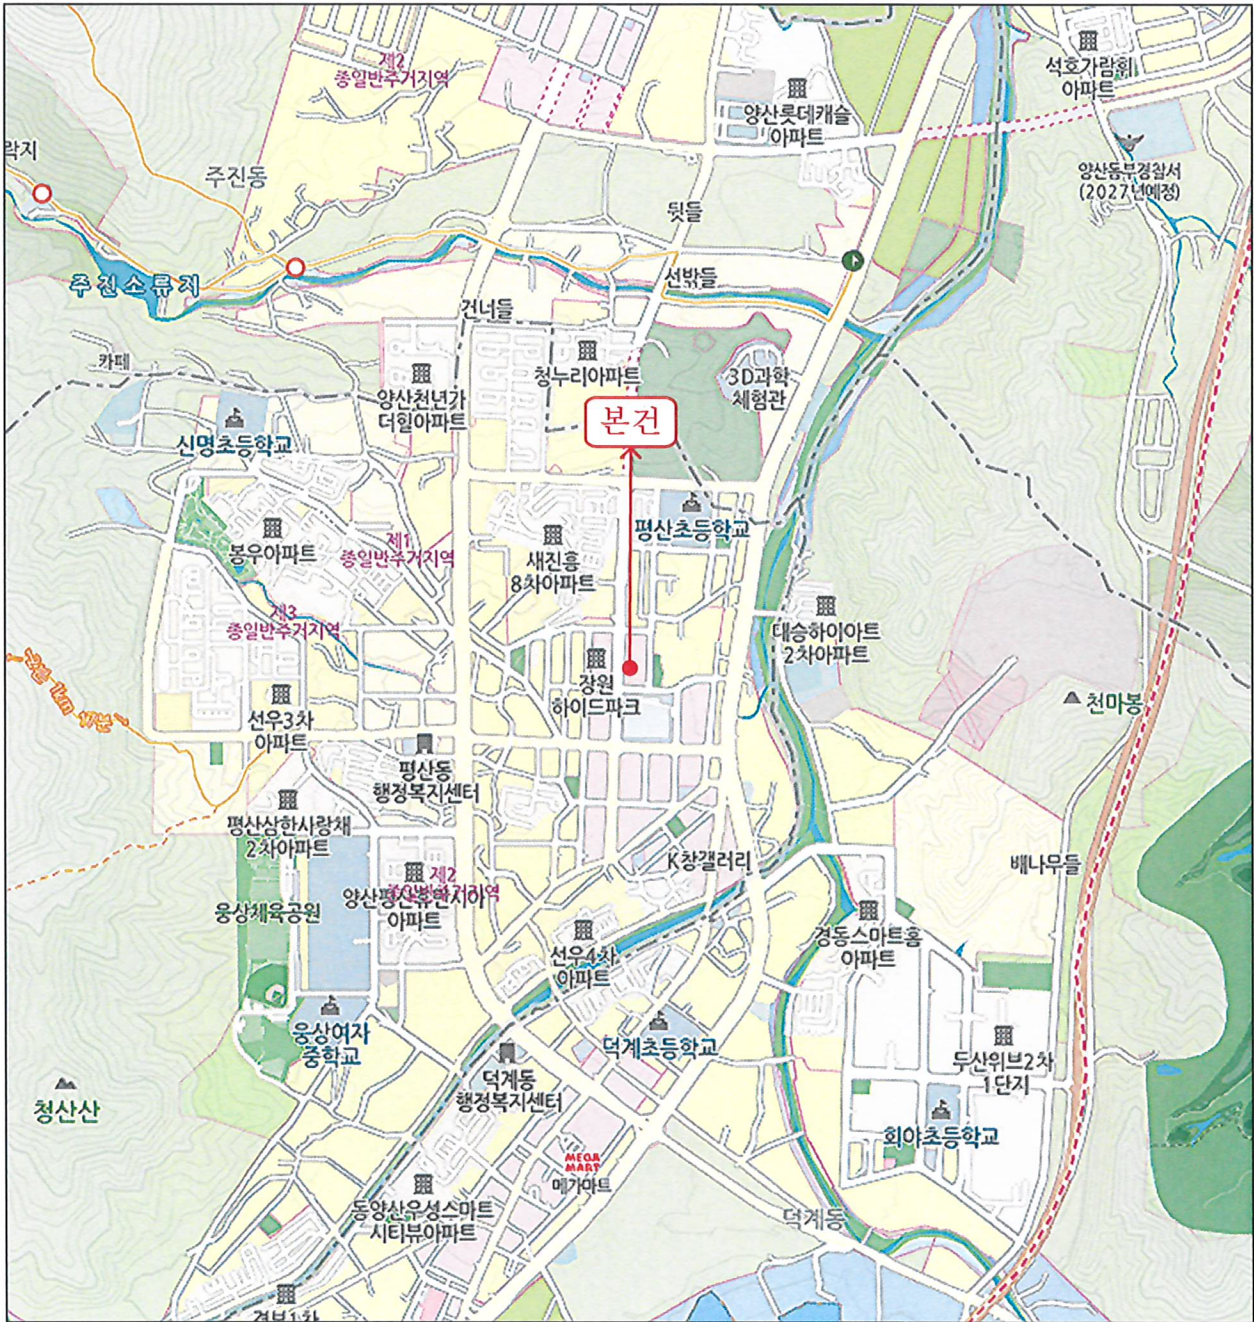 제2
종일반주거지역
석호가람휘
아파트
양산롯데캐슬
아파트
락지
주진동
양산동부경찰서
(2027년예정)
뒷들
선밖들
주진소류지
건너들
카페
청누리아파트
3D과학
체험관
양산천년가
더힐아파트
본건
신명초등학교
평산초등학교
봉우아파트
제1
종일반주거지역
새진흥
8차아파트
제3
종일반주거지역
대승하이아트
2차아파트
장원
하이드파크
천마봉
선우3차
아파트
평산동
행정복지센터
평산삼한사랑채
2차아파트
K창갤러리
배나무들
제2
종일반주거지역
아파트
웅상체육공원
경동스마트홈
아파트
선우4차
아파트
웅상여자
중학교
덕계초등학교
두산위브2차
1단지
덕계동
행정복지센터
청산산
회야초등학교
MEGA
MART
메가마트
동양산우성스마트
시티뷰아파트
덕계동